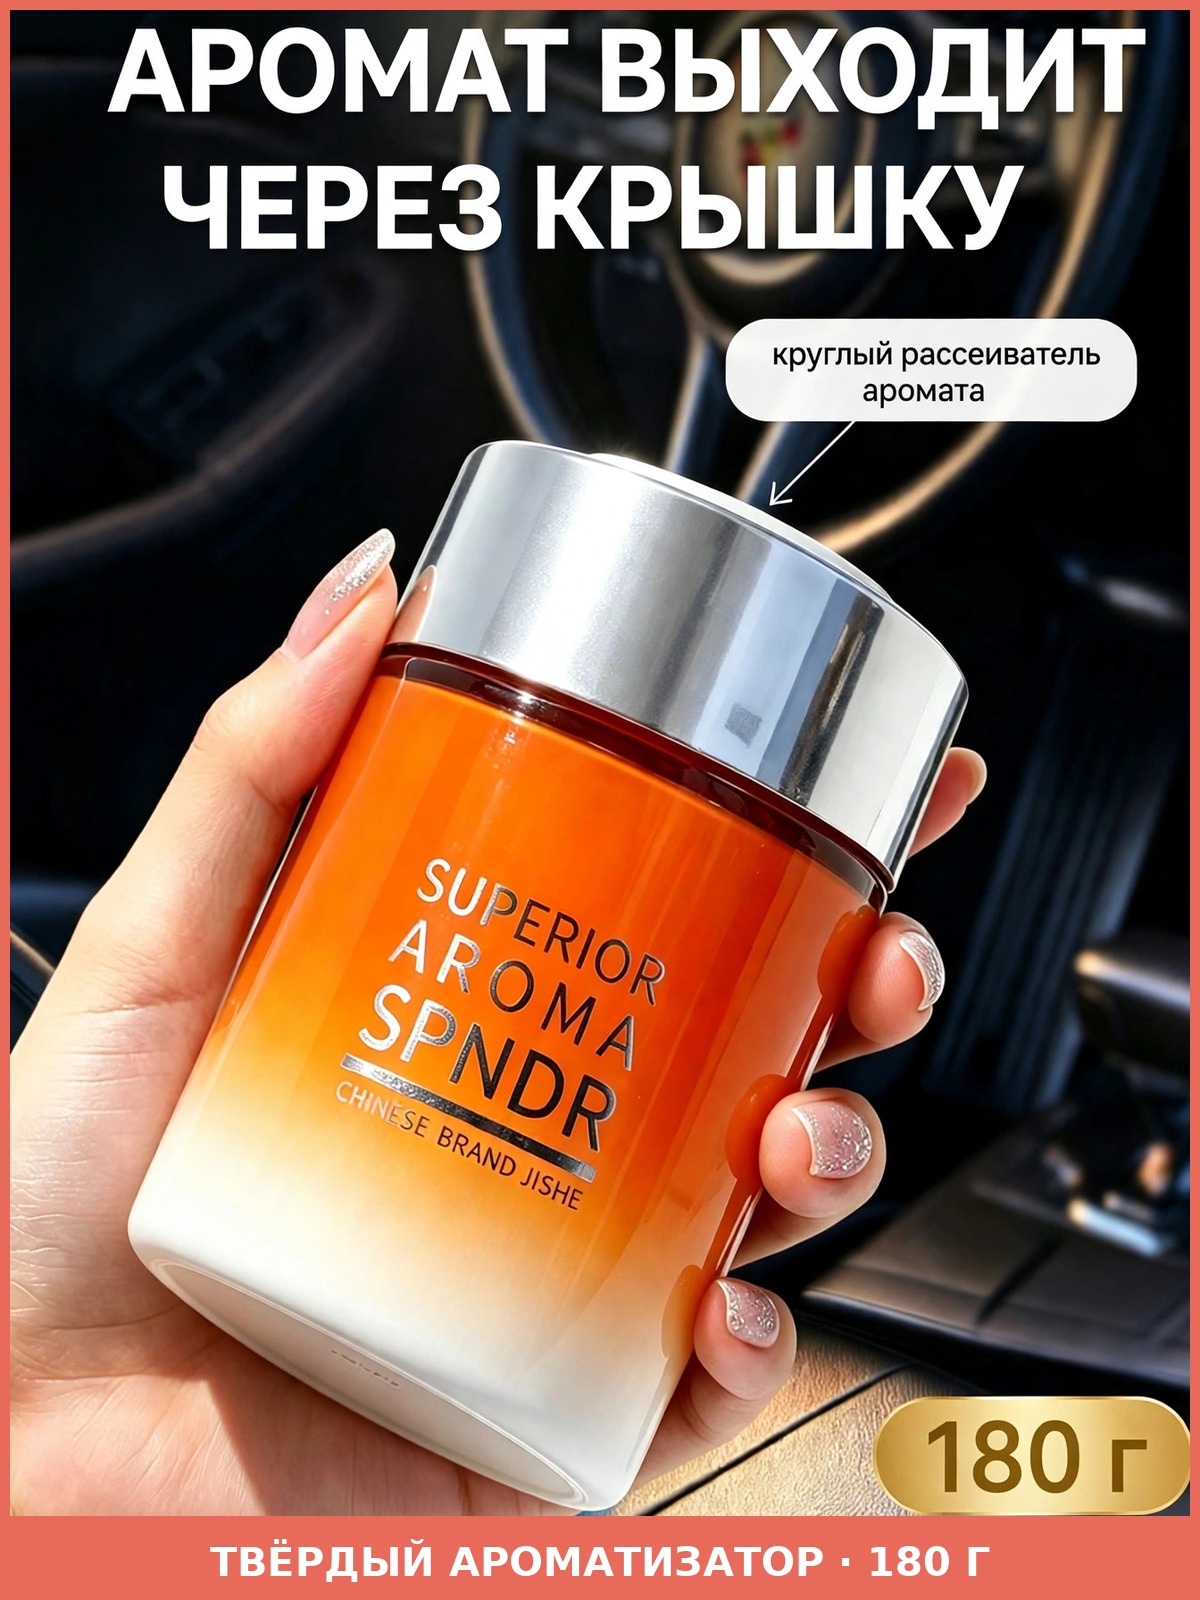 АРОМАТ ВЫХОДИТ
ЧЕРЕЗ КРЫШКУ
круглый рассеиватель
аромата
SUPERIOR
AROMA
SPNDR
CHINESE BRAND JISHE
180 г
ТВЁРДЫЙ АРОМАТИЗАТОР · 180 Г